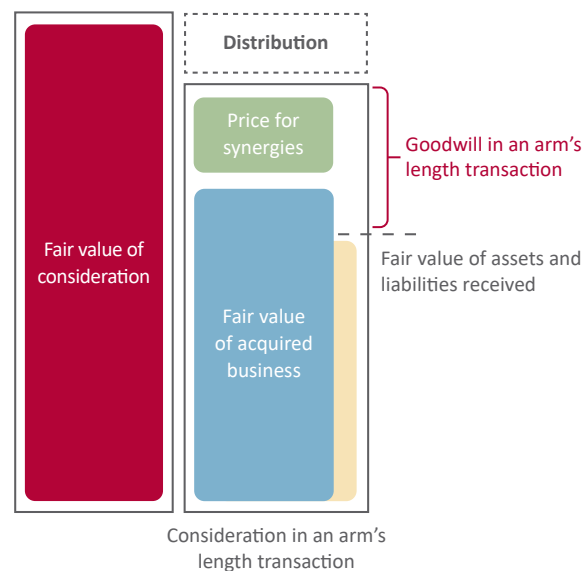 Distribution
Price for
synergies
Goodwill in an arm’s
length transaction
Fair value of
consideration
Fair value of assets and
liabilities received
Fair value
of acquired
business
Consideration in an arm’s
length transaction